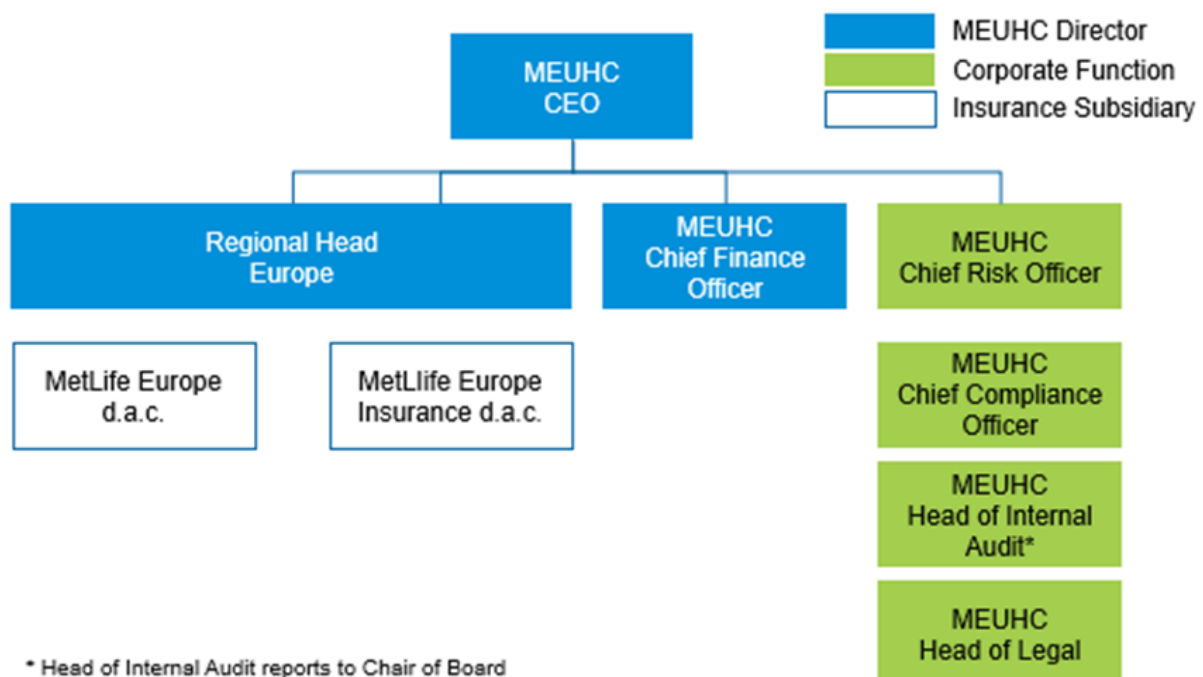 MEUHC Director
Corporate Function
Insurance Subsidiary
MEUHC
CEO
Regional Head
Europe
MEUHC
Chief Finance
Officer
MEUHC
Chief Risk Officer
MetLife Europe
d.a.c.
MetLlife Europe
Insurance d.a.c.
MEUHC
Chief Compliance
Officer
MEUHC
Head of Internal
Audit*
MEUHC
Head of Legal
* Head of Internal Audit reports to Chair of Board